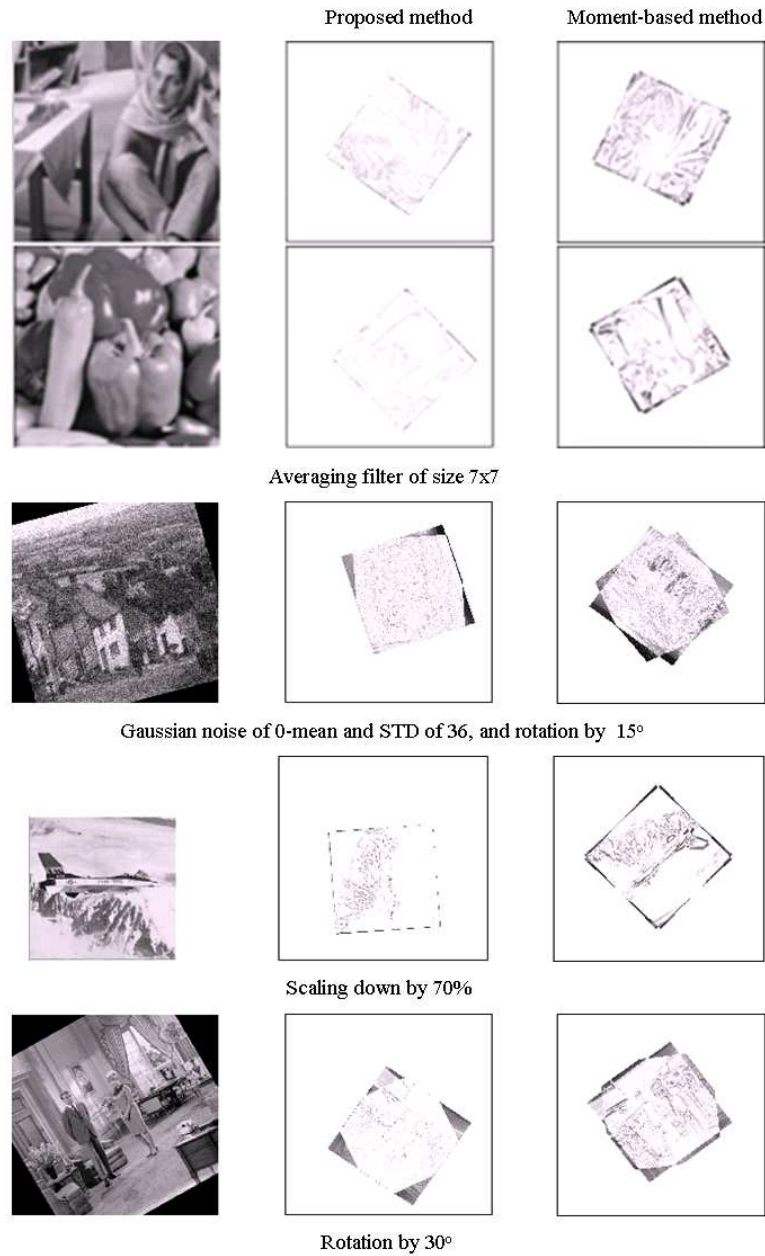 Proposed method Moment-based method
Averaging filter of size 7x7
Gaussian noise of 0-mean and STD of 36, and rotation by 15°
Scaling down by 70%
Rotation by 30°